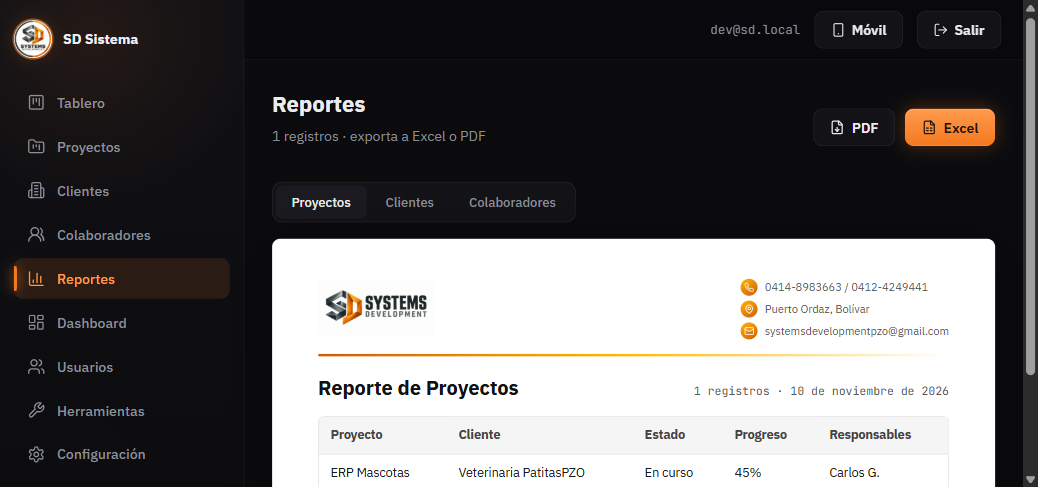 SD Sistema
dev@sd.local
Móvil
Salir
Tablero
Proyectos
Clientes
Colaboradores
Reportes
Dashboard
Usuarios
Herramientas
Configuración
Reportes
1 registros · exporta a Excel o PDF
PDF
Excel
Proyectos Clientes Colaboradores
SD SYSTEMS
DEVELOPMENT
0414-8983663 / 0412-4249441
Puerto Ordaz, Bolívar
systemsdevelopmentpzo@gmail.com
Reporte de Proyectos
1 registros · 10 de noviembre de 2026
Proyecto Cliente Estado Progreso Responsables
ERP Mascotas Veterinaria PatitasPZO En curso 45% Carlos G.